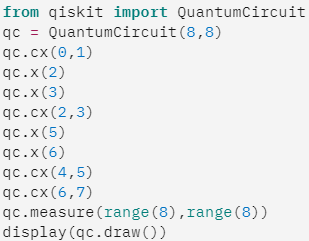 from qiskit import QuantumCircuit
qc = QuantumCircuit(8,8)
qc.cx(0,1)
qc.x(2)
qc.x(3)
qc.cx(2,3)
qc.x(5)
qc.x(6)
qc.cx(4,5)
qc.cx(6,7)
qc.measure(range(8),range(8))
display(qc.draw())